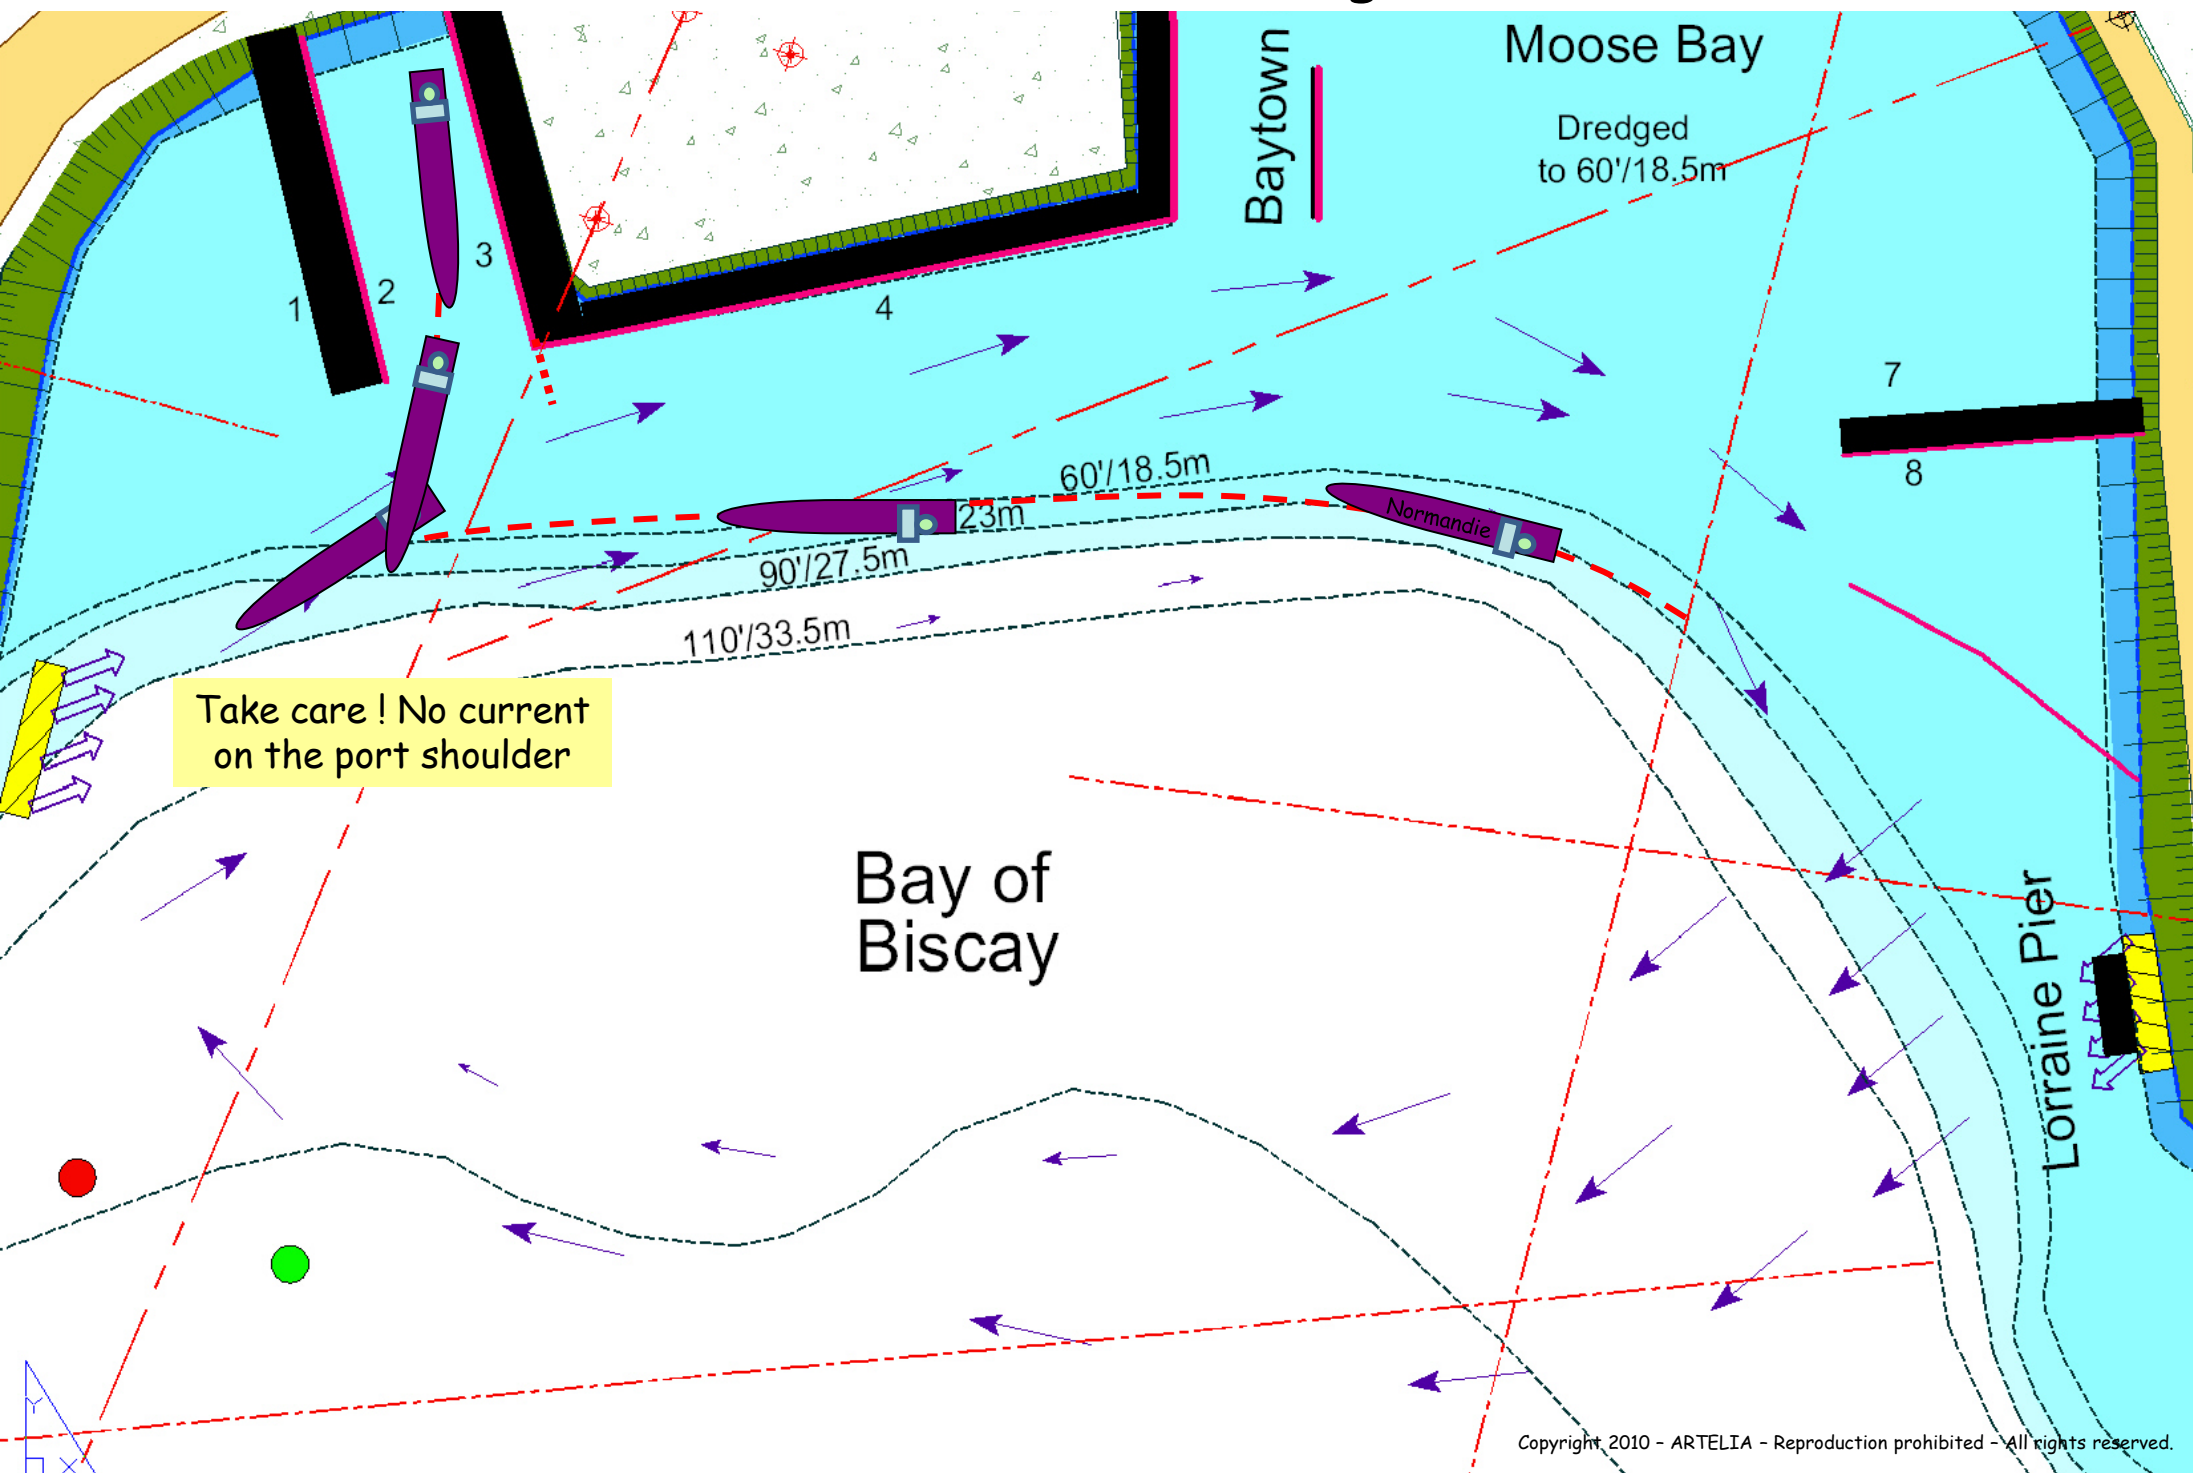 Moose Bay
Dredged
to 60'/18.5m
Baytown
1
2
3
4
7
8
60'/18.5m
23m
90'/27.5m
110'/33.5m
Normandie
Take care ! No current
on the port shoulder
Bay of
Biscay
Lorraine Pier
Y
X
Copyright 2010 – ARTELIA – Reproduction prohibited – All rights reserved.